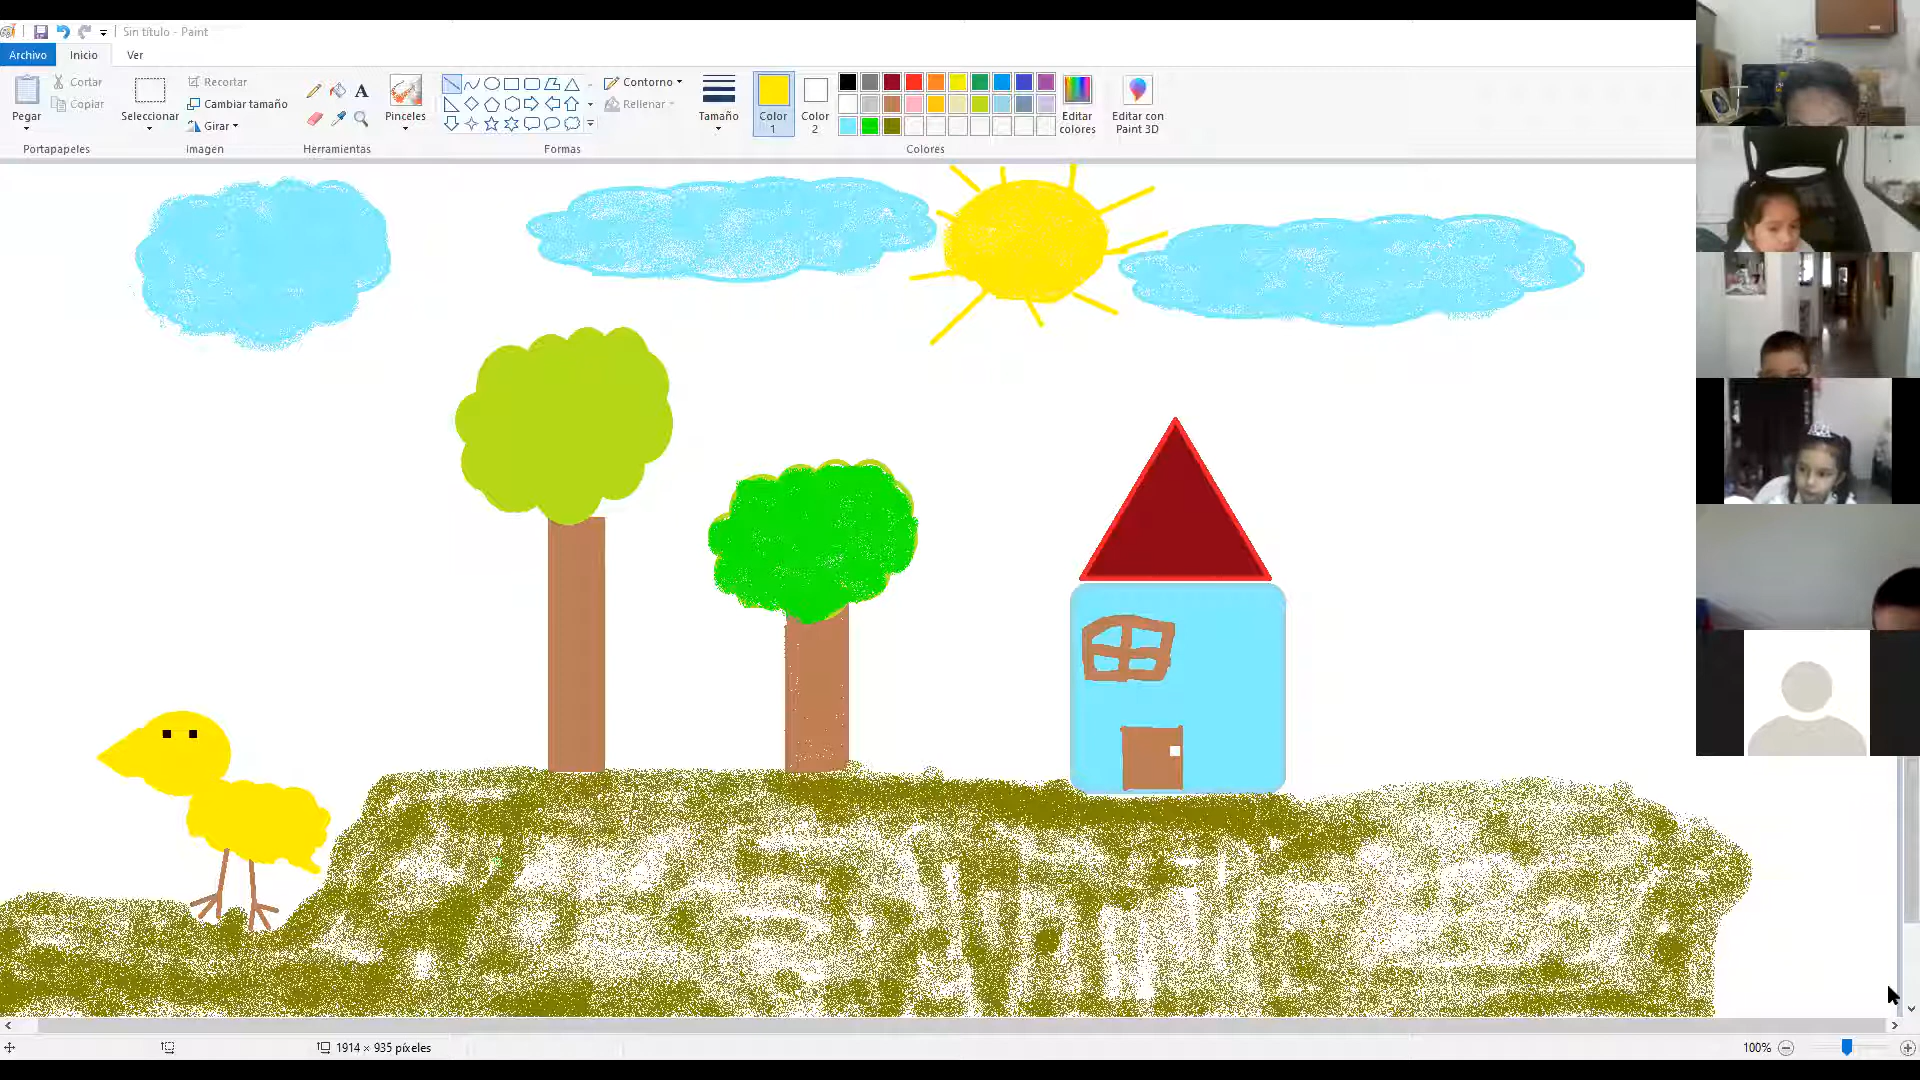 Sin título - Paint
Archivo Inicio Ver
Pegar
Cortar
Copiar
Portapapeles
Seleccionar
Recortar
Cambiar tamaño
Girar
Imagen
A
Herramientas
Pinceles
Contorno
Rellenar
Formas
Tamaño
Color 1
Color 2
Colores
Editar colores
Editar con Paint 3D
1914 × 935 píxeles
100%